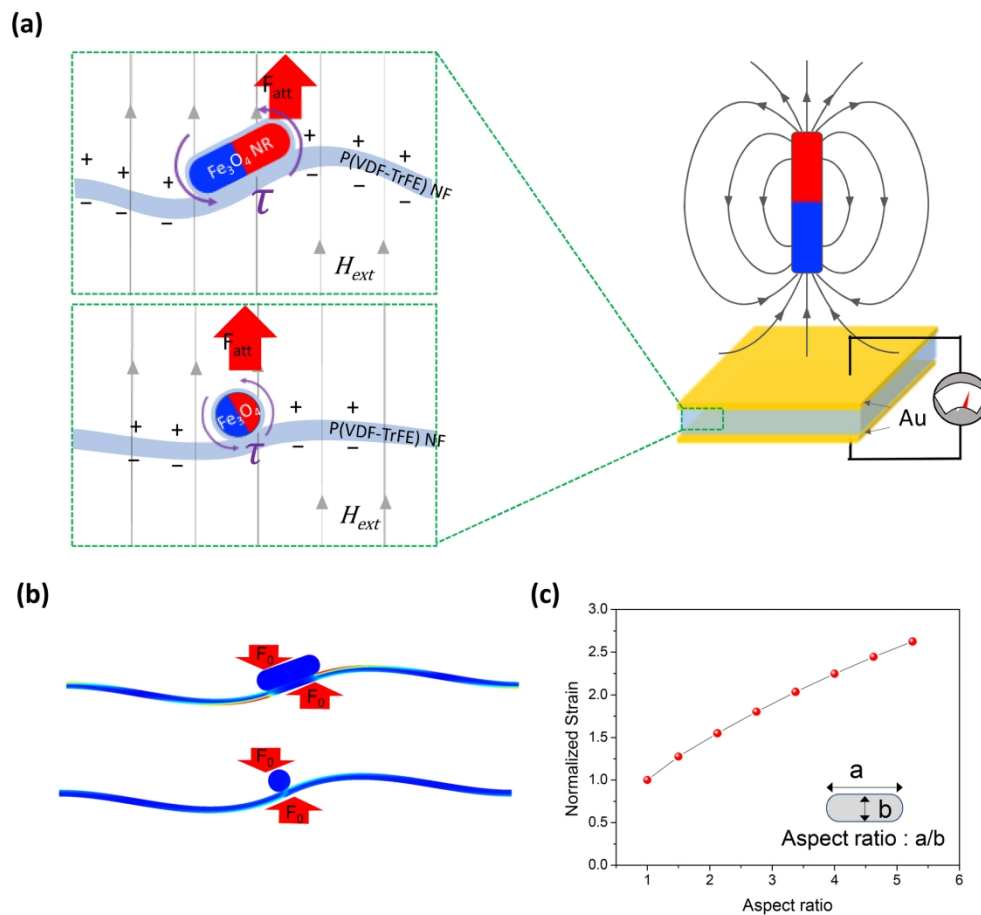 (a)
F_att
Fe₃O₄ NR
+ + + + + +
P(VDF-TrFE) NF
− − − − − −
τ
H_ext
F_att
Fe₃O₄
+ + + +
P(VDF-TrFE) NF
− − − −
τ
H_ext
Au
(b)
F₀
F₀
F₀
F₀
(c)
3.0
2.5
2.0
1.5
1.0
0.5
0.0
Normalized Strain
a
b
Aspect ratio : a/b
1 2 3 4 5 6
Aspect ratio